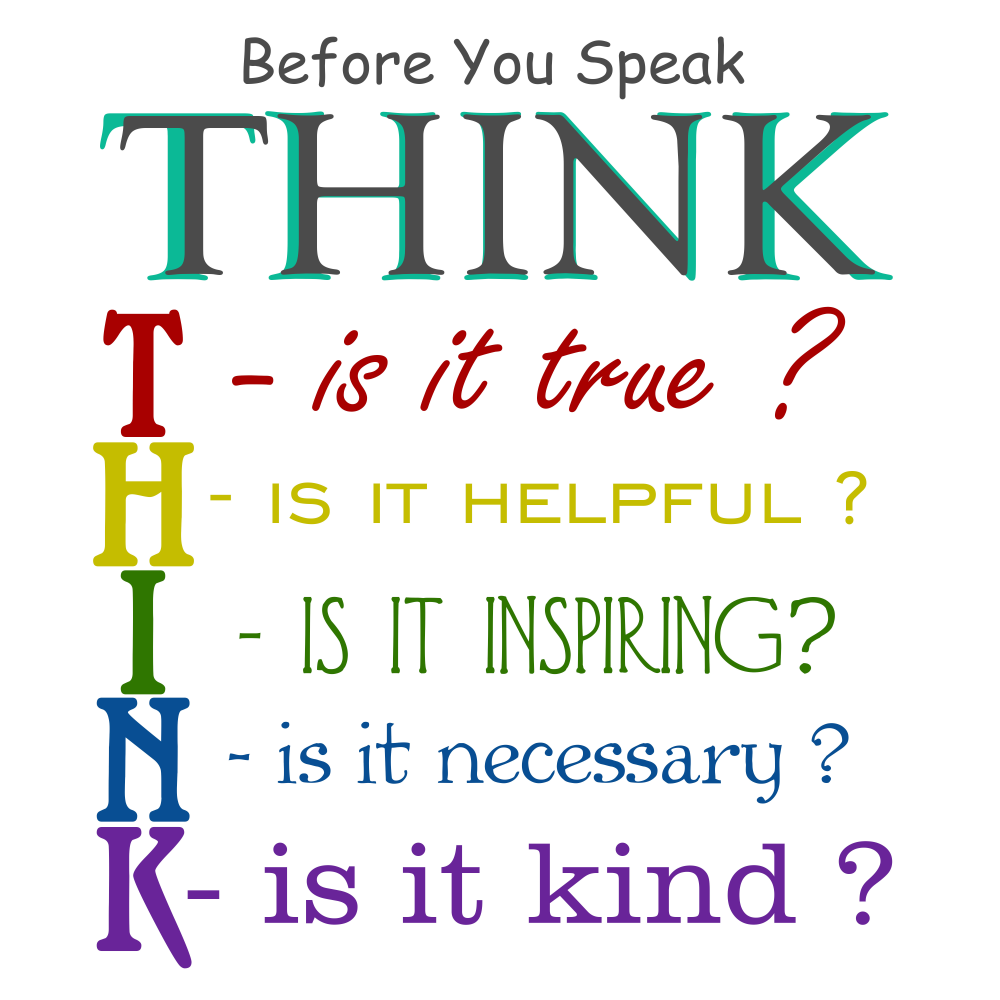 Before You Speak
THINK
T - is it true ?
H - IS IT HELPFUL ?
I - IS IT INSPIRING?
N - is it necessary ?
K - is it kind ?